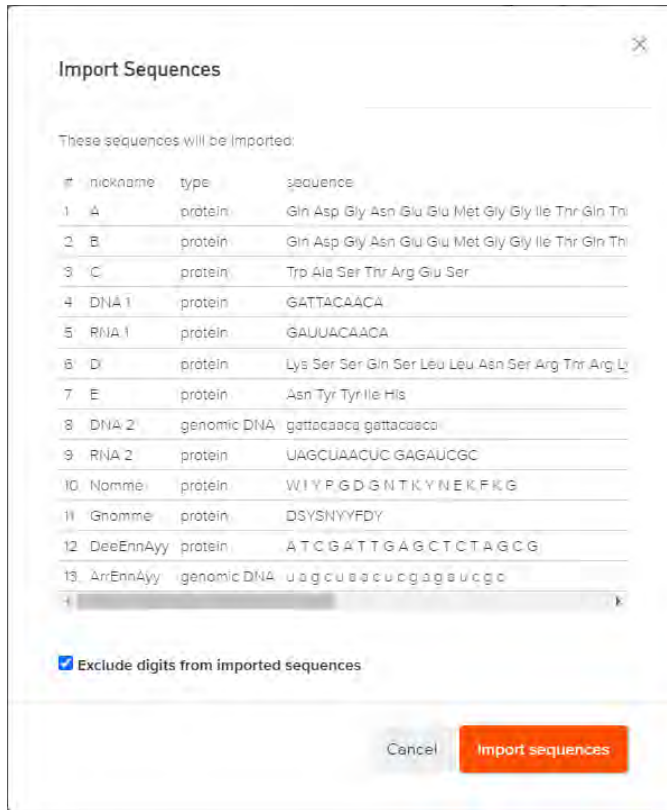 Import Sequences
These sequences will be imported:
# nickname type sequence
1 A protein Gln Asp Gly Asn Glu Glu Met Gly Gly Ile Thr Gln Th
2 B protein Gln Asp Gly Asn Glu Glu Met Gly Gly Ile Thr Gln Th
3 C protein Trp Ala Ser Thr Arg Glu Ser
4 DNA 1 protein GATTACAACA
5 RNA 1 protein GAUUACAACA
6 D protein Lys Ser Ser Gln Ser Leu Leu Asn Ser Arg Thr Arg Ly
7 E protein Asn Tyr Tyr Ile His
8 DNA 2 genomic DNA gattacaaca gattacaaca
9 RNA 2 protein UAGCUAACUC GAGAUCGC
10 Nomme protein W I Y P G D G N T K Y N E K F K G
11 Gnomme protein DSYSNYYFDY
12 DeeEnnAyy protein A T C G A T T G A G C T C T A G C G
13 ArrEnnAyy genomic DNA u a g c u a a c u c g a g a u c g c
Exclude digits from imported sequences
Cancel Import sequences